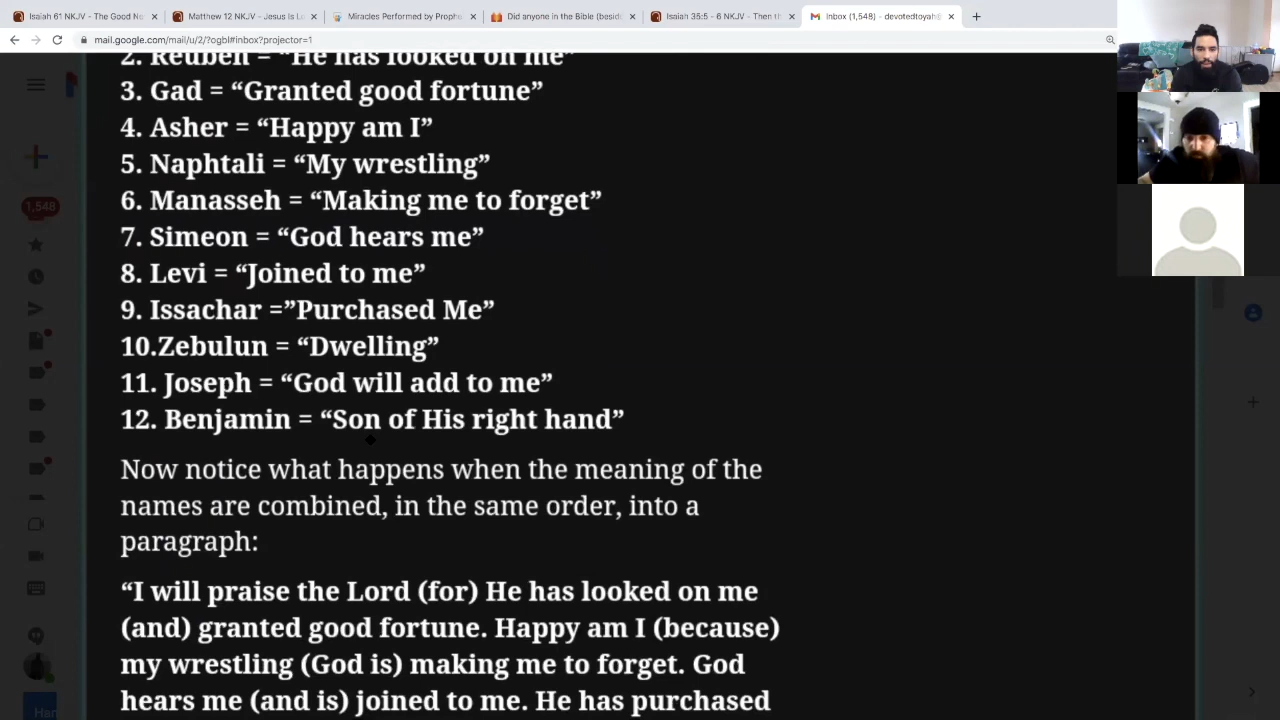 Isaiah 61 NKJV - The Good Ne
Matthew 12 NKJV - Jesus Is Lo
Miracles Performed by Prophe
Did anyone in the Bible (besid
Isaiah 35:5 - 6 NKJV - Then th
Inbox (1,548) - devotedtoyah@
mail.google.com/mail/u/2/?ogbl#inbox?projector=1
1,548
2. Reuben = “He has looked on me”
3. Gad = “Granted good fortune”
4. Asher = “Happy am I”
5. Naphtali = “My wrestling”
6. Manasseh = “Making me to forget”
7. Simeon = “God hears me”
8. Levi = “Joined to me”
9. Issachar =”Purchased Me”
10.Zebulun = “Dwelling”
11. Joseph = “God will add to me”
12. Benjamin = “Son of His right hand”
Now notice what happens when the meaning of the
names are combined, in the same order, into a
paragraph:
“I will praise the Lord (for) He has looked on me
(and) granted good fortune. Happy am I (because)
my wrestling (God is) making me to forget. God
hears me (and is) joined to me. He has purchased
Han